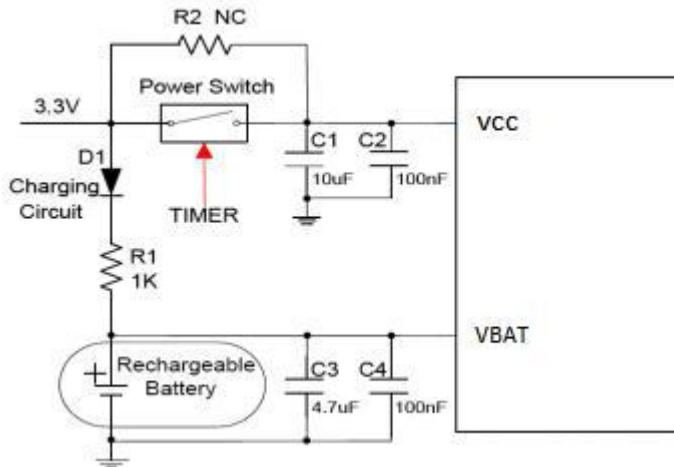 R2 NC
Power Switch
3.3V
VCC
D1
C1
C2
10uF
100nF
Charging
Circuit
TIMER
R1
1K
VBAT
+
Rechargeable
Battery
C3
C4
4.7uF
100nF